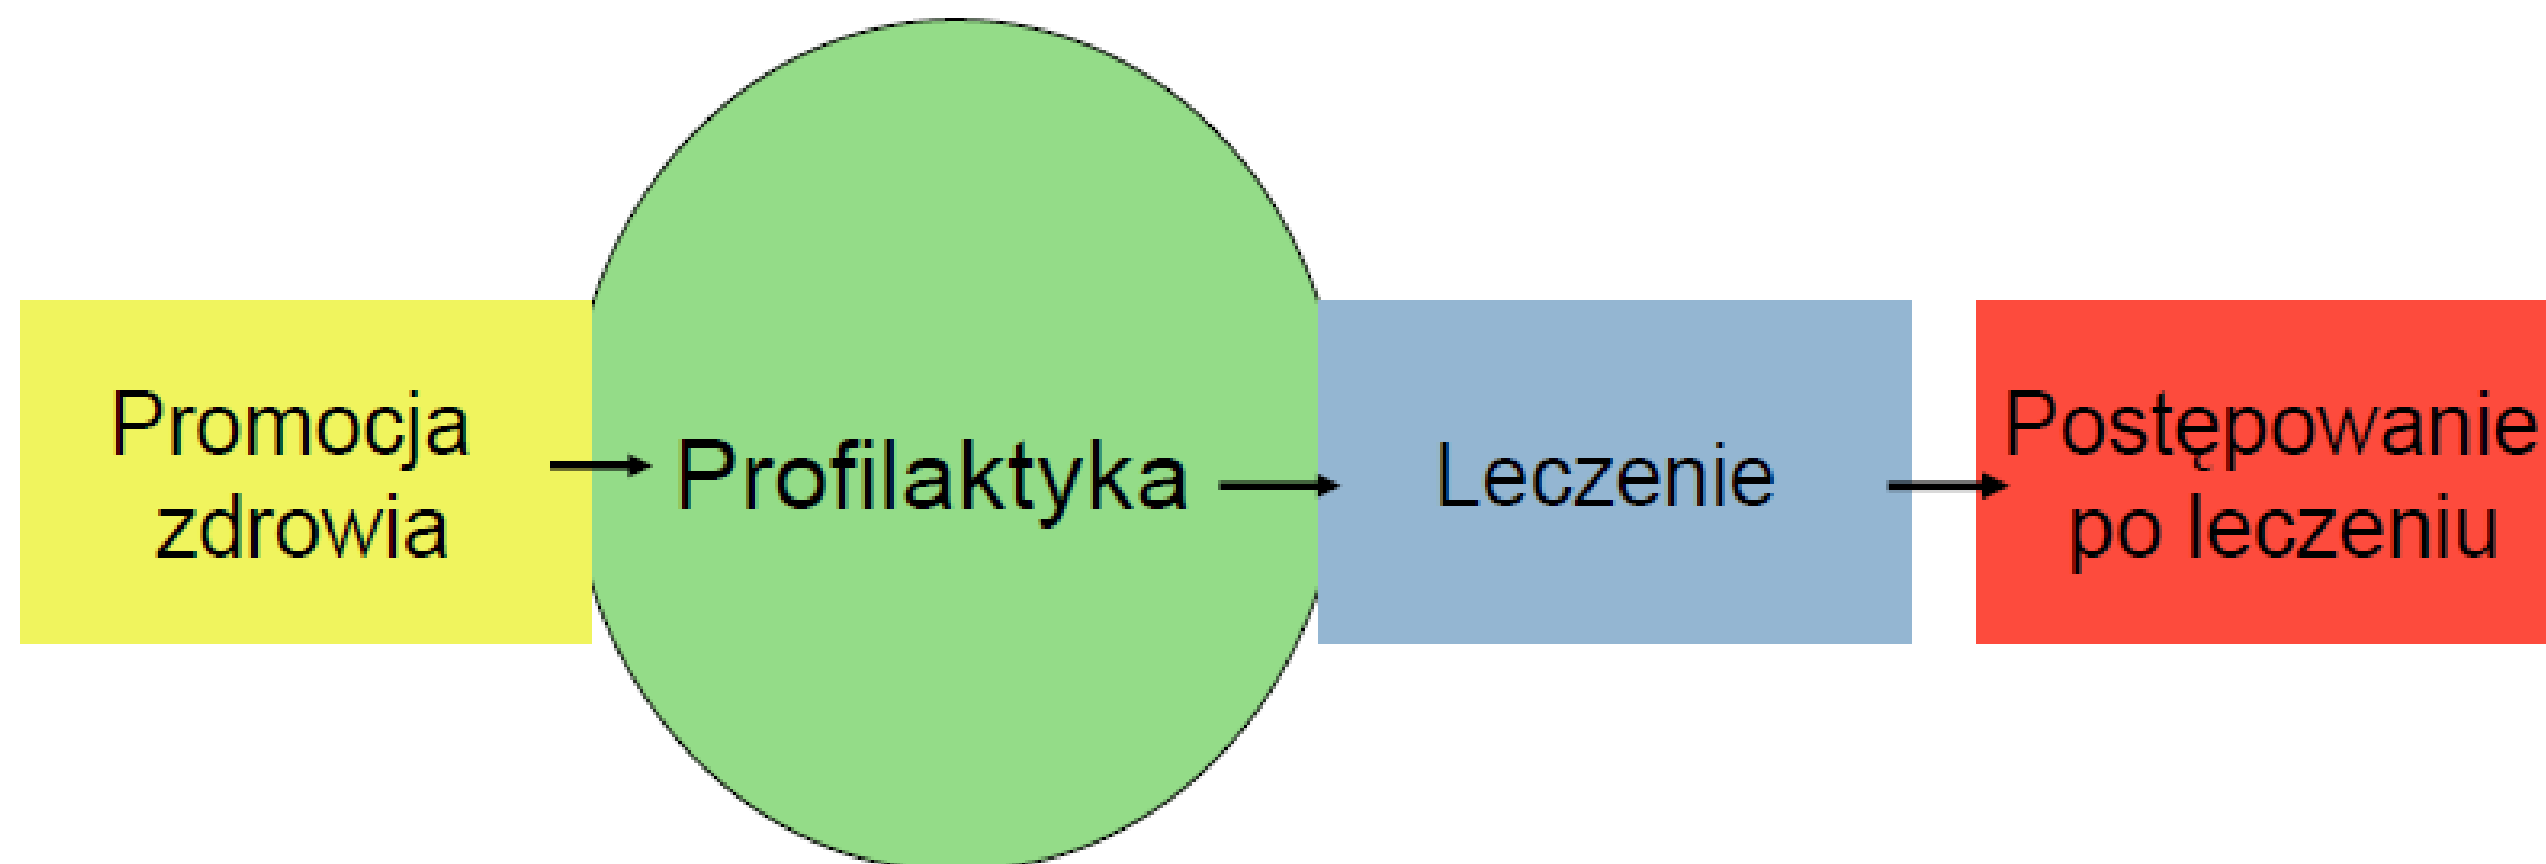 Promocja
zdrowia
Profilaktyka
Leczenie
Postępowanie
po leczeniu